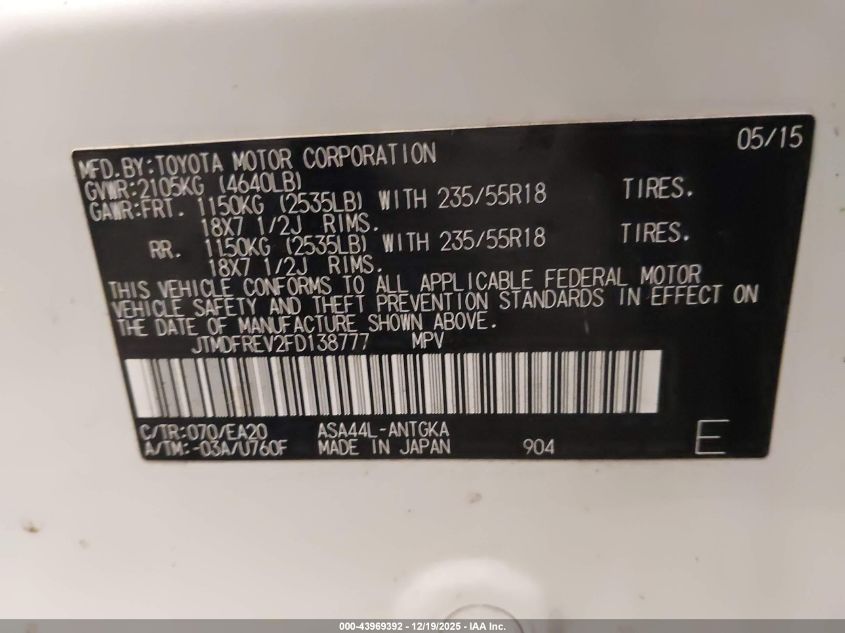 05/15
MFD.BY:TOYOTA MOTOR CORPORATION
GVWR:2105KG (4640LB)
GAWR:FRT. 1150KG (2535LB) WITH 235/55R18 TIRES.
18X7 1/2J RIMS.
RR. 1150KG (2535LB) WITH 235/55R18 TIRES.
18X7 1/2J RIMS.
THIS VEHICLE CONFORMS TO ALL APPLICABLE FEDERAL MOTOR
VEHICLE SAFETY AND THEFT PREVENTION STANDARDS IN EFFECT ON
THE DATE OF MANUFACTURE SHOWN ABOVE.
JTMDFREV2FD138777 MPV
C/TR:070/EA20 ASA44L-ANTGKA
A/TM:-03A/U760F MADE IN JAPAN 904 E
000-43969392 | 12/19/2025 - IAA Inc.